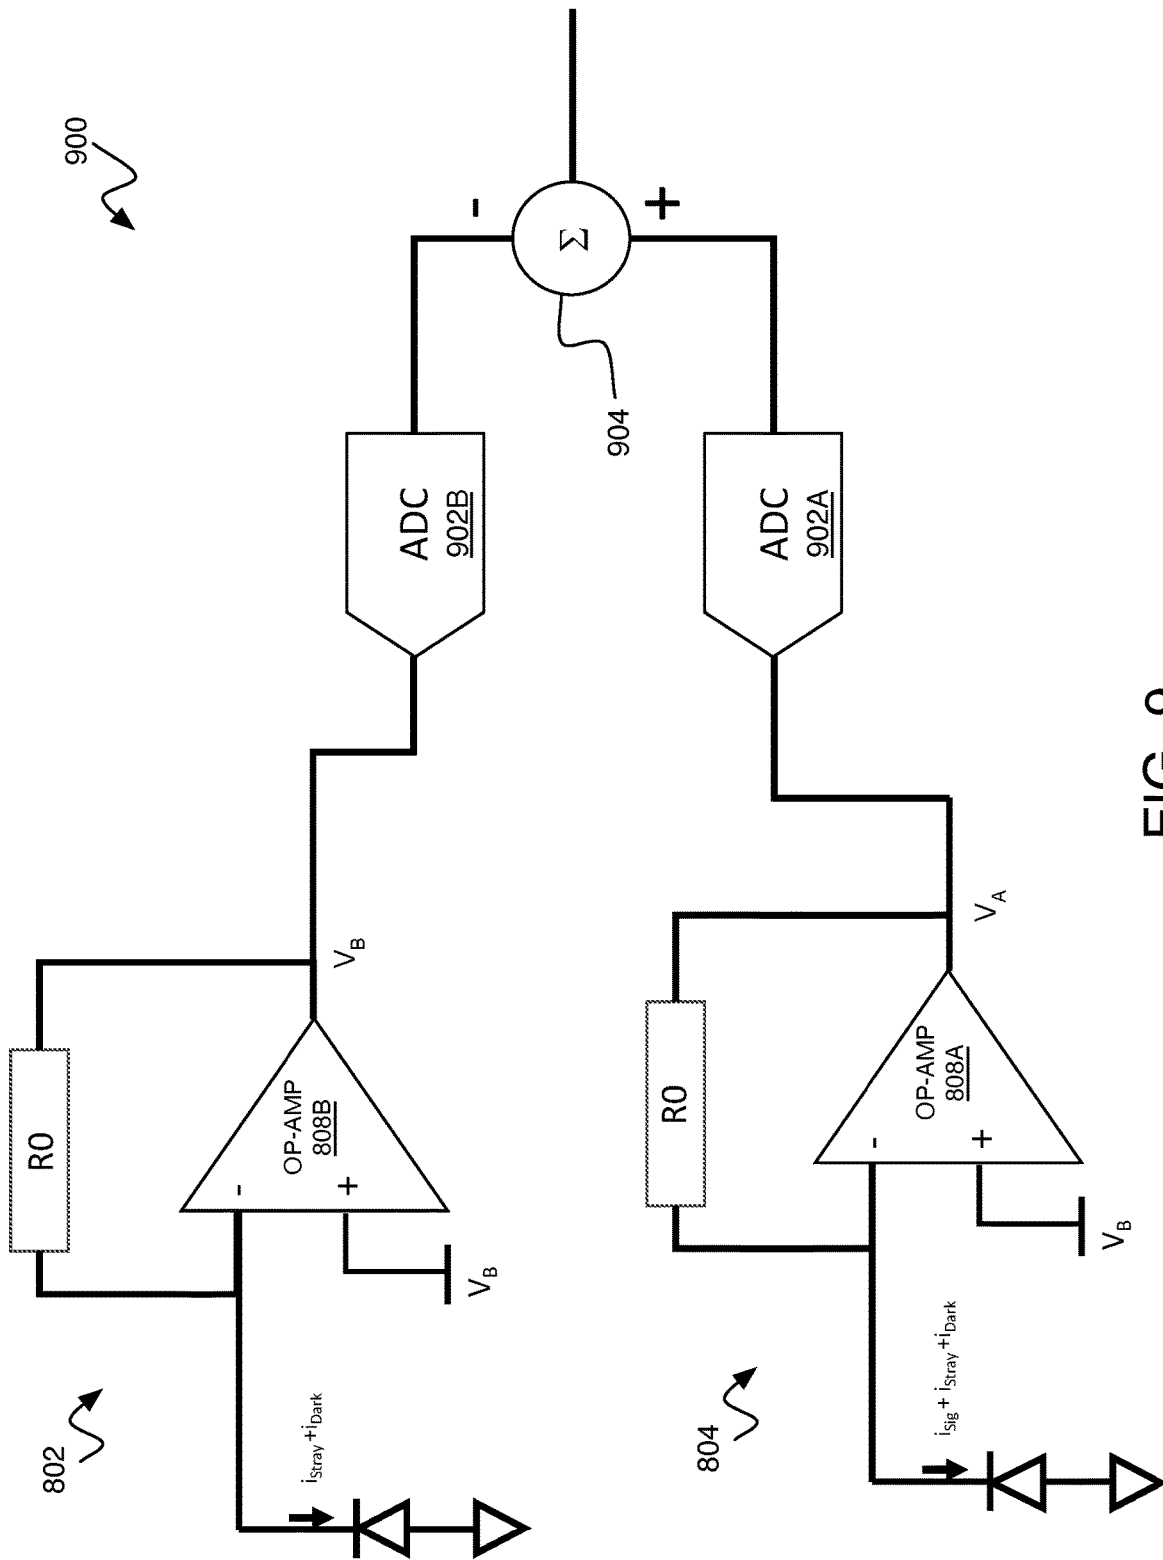 900
802
R0
OP-AMP
808B
-
+
V_B
V_B
i_Stray + i_Dark
ADC
902B
-
Σ
+
904
ADC
902A
804
R0
OP-AMP
808A
-
+
V_A
V_B
i_Sig + i_Stray + i_Dark
FIG.